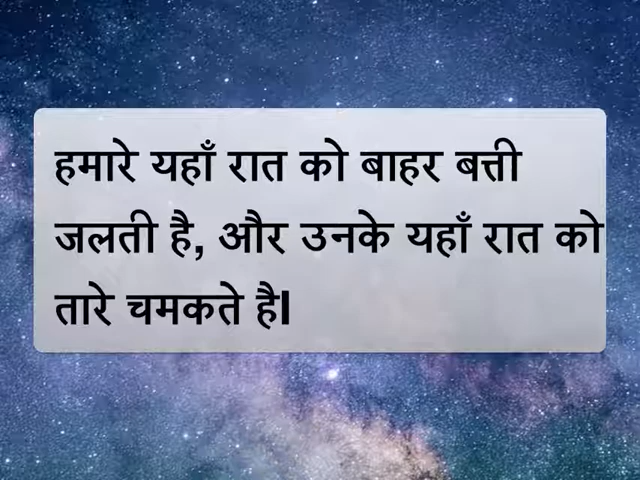 हमारे यहाँ रात को बाहर बत्ती
जलती है, और उनके यहाँ रात को
तारे चमकते है।